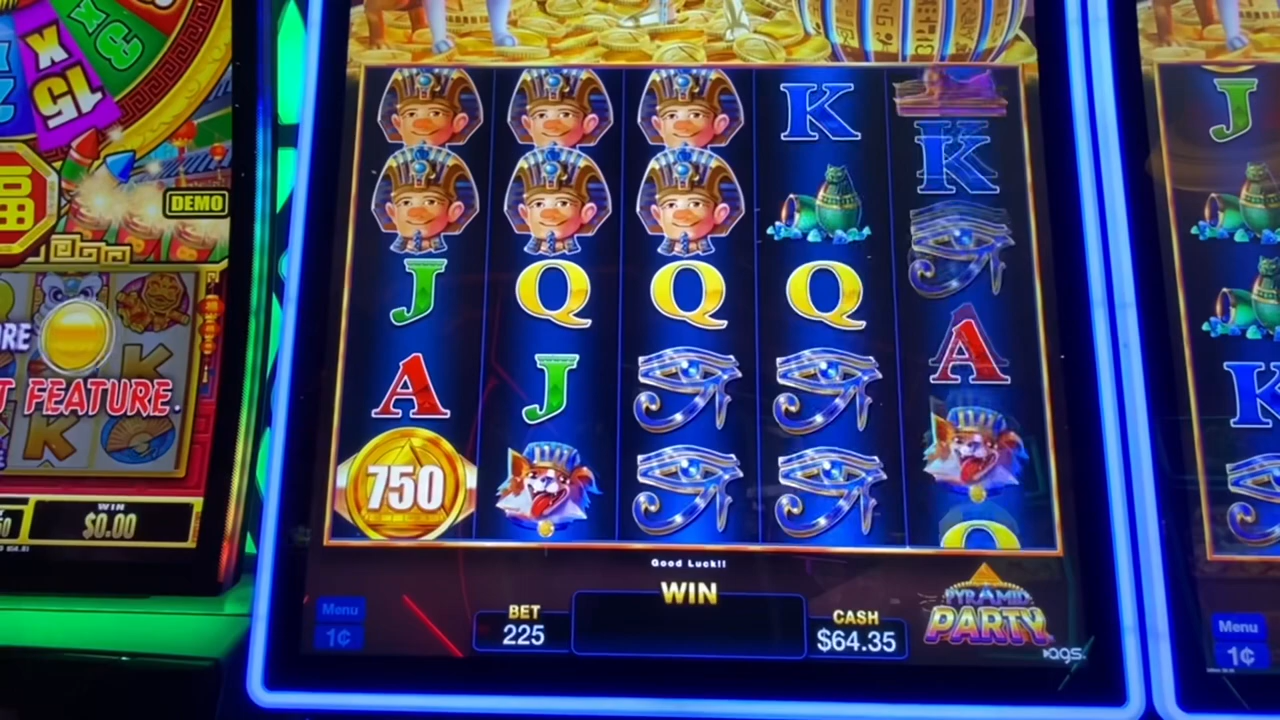 15 X
DEMO
T FEATURE
WIN
$0.00
K
K
K
K
J
Q
Q
Q
A
J
A
750
Q
Good Luck!!
WIN
Menu
1¢
BET
225
CASH
$64.35
PYRAMID
PARTY
ags
J
K
Menu
1¢